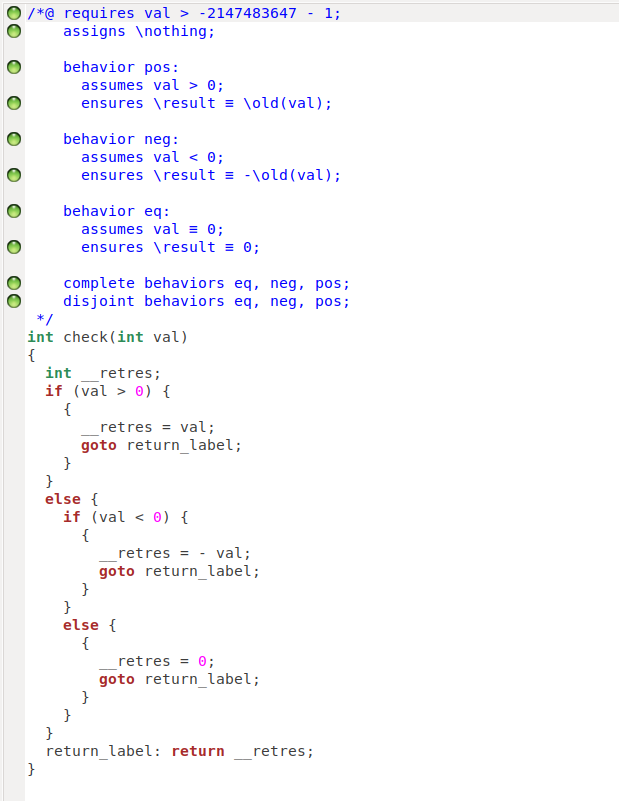 /*@ requires val > -2147483647 - 1;
    assigns \nothing;

    behavior pos:
      assumes val > 0;
      ensures \result ≡ \old(val);

    behavior neg:
      assumes val < 0;
      ensures \result ≡ -\old(val);

    behavior eq:
      assumes val ≡ 0;
      ensures \result ≡ 0;

    complete behaviors eq, neg, pos;
    disjoint behaviors eq, neg, pos;
 */
int check(int val)
{
  int __retres;
  if (val > 0) {
    {
      __retres = val;
      goto return_label;
    }
  }
  else {
    if (val < 0) {
      {
        __retres = - val;
        goto return_label;
      }
    }
    else {
      {
        __retres = 0;
        goto return_label;
      }
    }
  }
  return_label: return __retres;
}